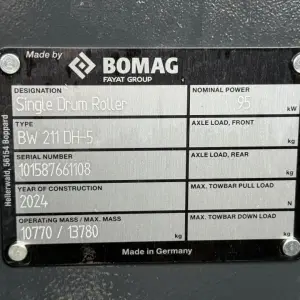 Made by BOMAG
FAYAT GROUP
DESIGNATION
Single Drum Roller
NOMINAL POWER
95 kW
TYPE
BW 211 DH-5
AXLE LOAD, FRONT
kg
SERIAL NUMBER
101587661108
AXLE LOAD, REAR
kg
YEAR OF CONSTRUCTION
2024
MAX. TOWBAR PULL LOAD
N
OPERATING MASS / MAX. MASS
10770 / 13780 kg
MAX. TOWBAR DOWN LOAD
kg
Hellerwald, 56154 Boppard
Made in Germany